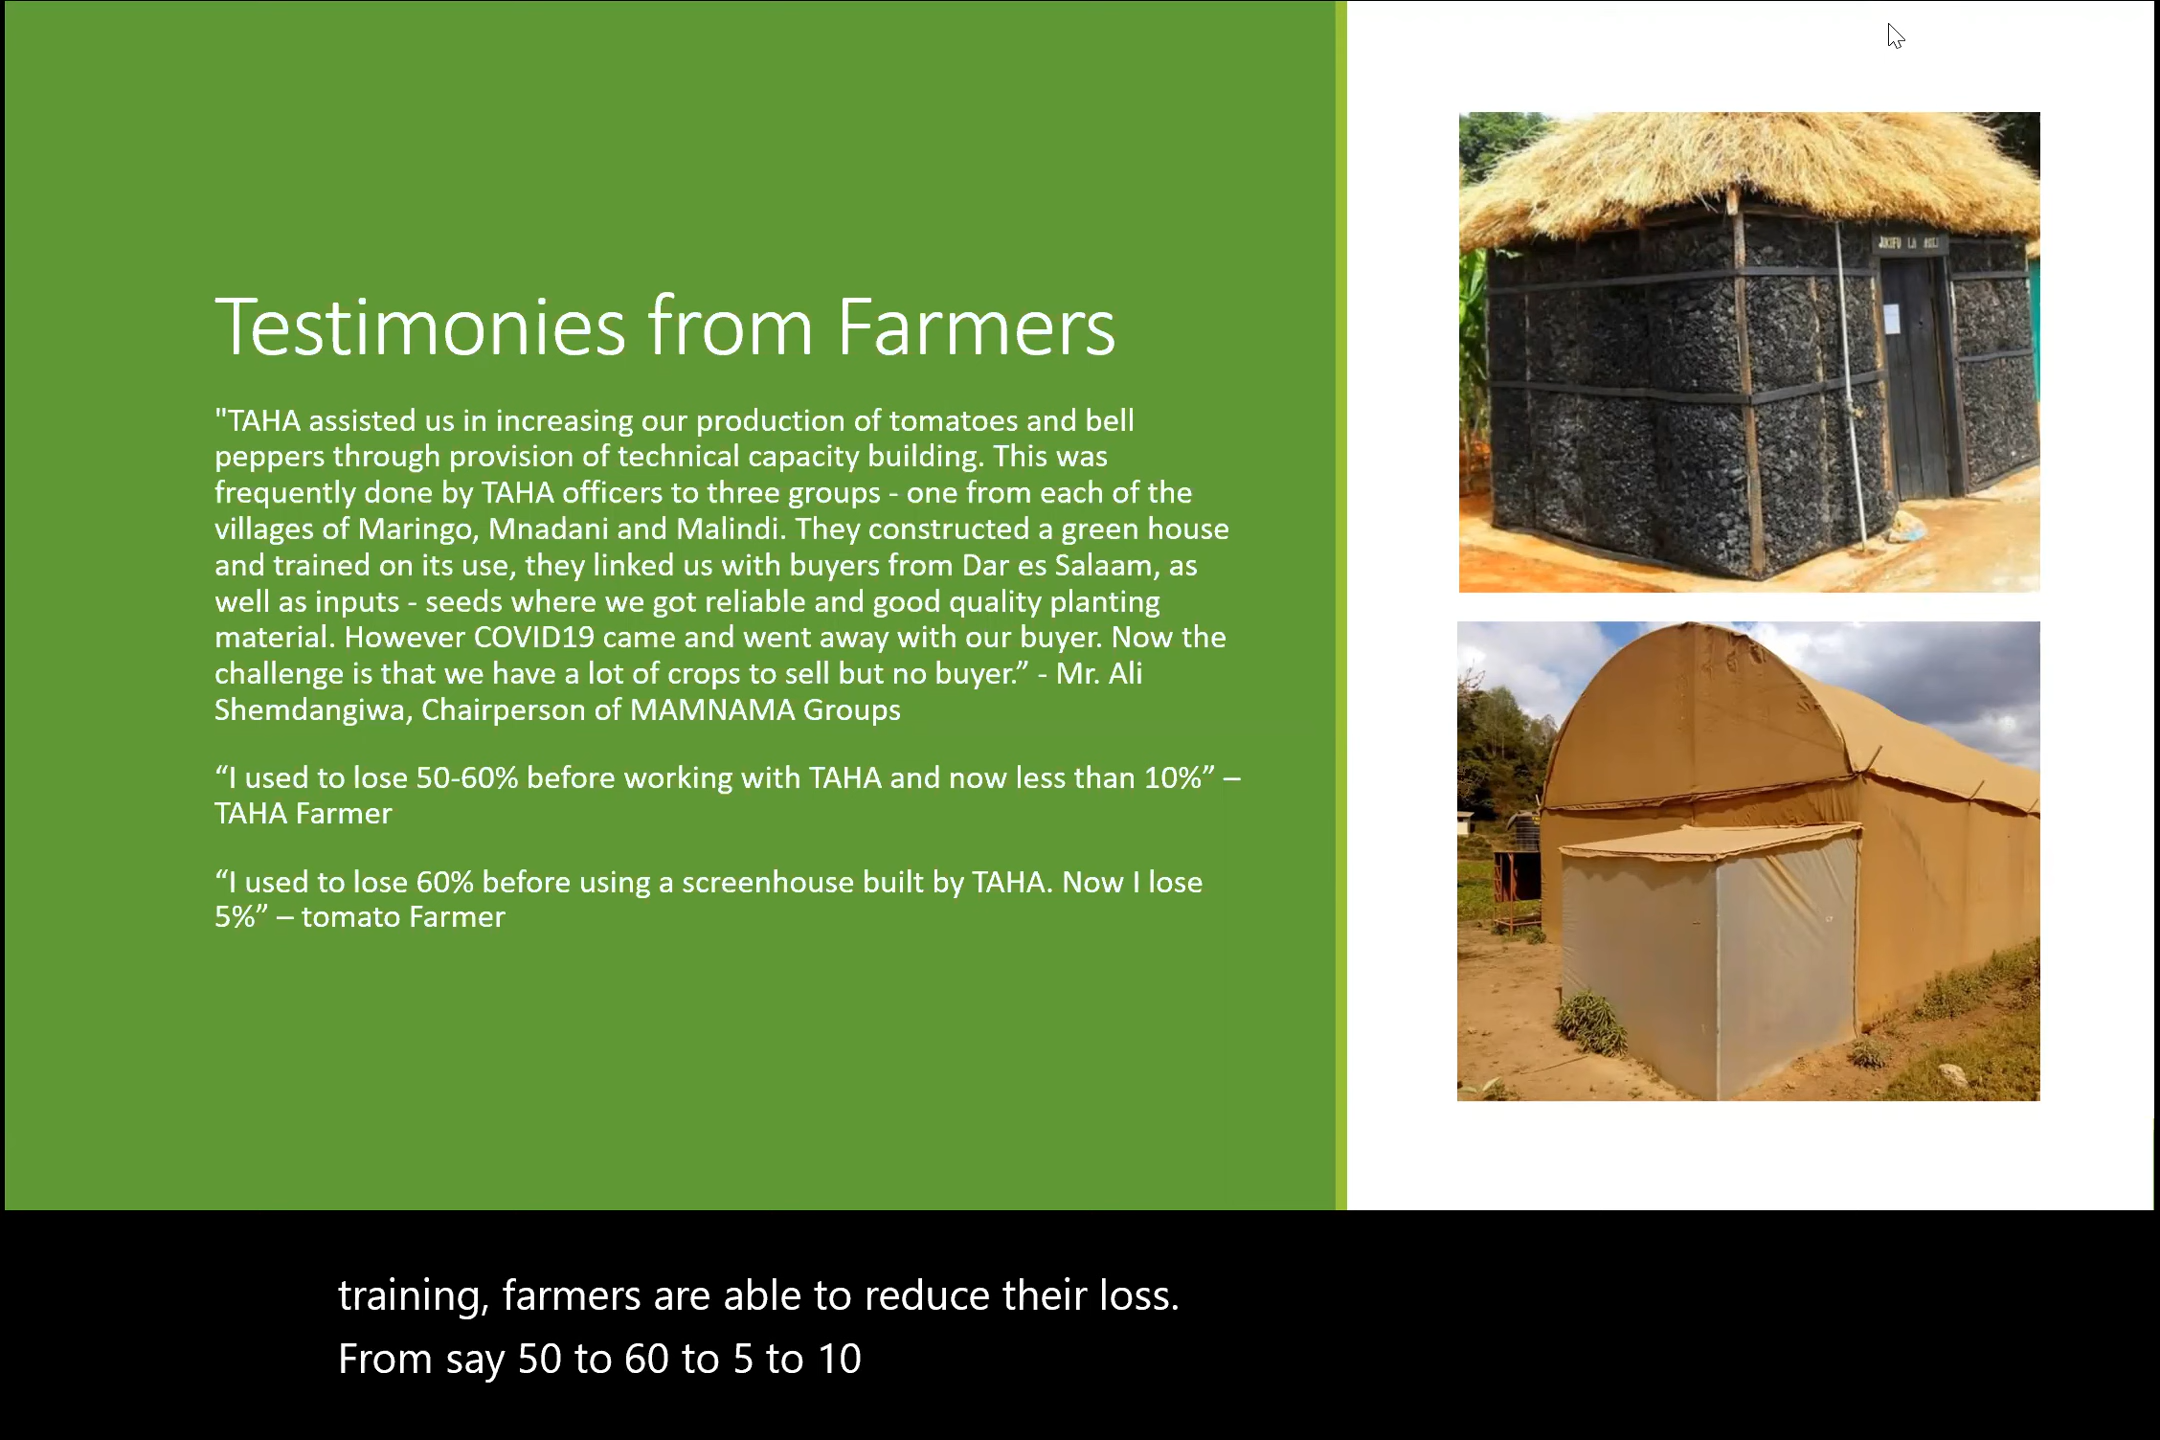 Testimonies from Farmers
"TAHA assisted us in increasing our production of tomatoes and bell
peppers through provision of technical capacity building. This was
frequently done by TAHA officers to three groups - one from each of the
villages of Maringo, Mnadani and Malindi. They constructed a green house
and trained on its use, they linked us with buyers from Dar es Salaam, as
well as inputs - seeds where we got reliable and good quality planting
material. However COVID19 came and went away with our buyer. Now the
challenge is that we have a lot of crops to sell but no buyer.” - Mr. Ali
Shemdangiwa, Chairperson of MAMNAMA Groups
“I used to lose 50-60% before working with TAHA and now less than 10%” –
TAHA Farmer
“I used to lose 60% before using a screenhouse built by TAHA. Now I lose
5%” – tomato Farmer
training, farmers are able to reduce their loss.
From say 50 to 60 to 5 to 10